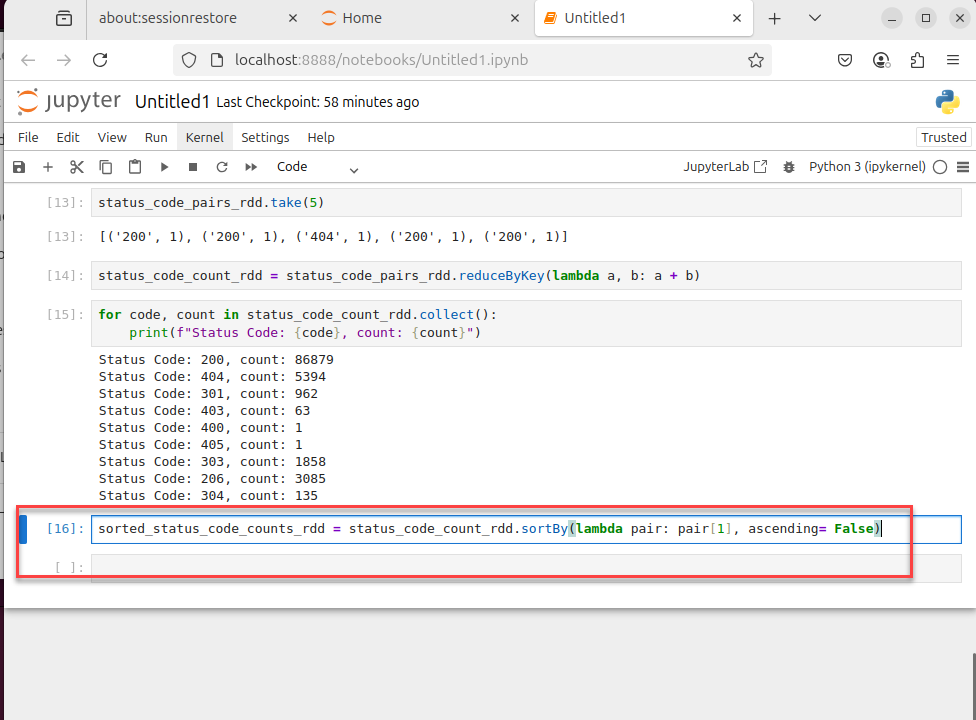 about:sessionrestore
Home
Untitled1
localhost:8888/notebooks/Untitled1.ipynb
jupyter Untitled1 Last Checkpoint: 58 minutes ago
File Edit View Run Kernel Settings Help
Trusted
Code
JupyterLab
Python 3 (ipykernel)
[13]: status_code_pairs_rdd.take(5)
[13]: [('200', 1), ('200', 1), ('404', 1), ('200', 1), ('200', 1)]
[14]: status_code_count_rdd = status_code_pairs_rdd.reduceByKey(lambda a, b: a + b)
[15]: for code, count in status_code_count_rdd.collect():
print(f"Status Code: {code}, count: {count}")
Status Code: 200, count: 86879
Status Code: 404, count: 5394
Status Code: 301, count: 962
Status Code: 403, count: 63
Status Code: 400, count: 1
Status Code: 405, count: 1
Status Code: 303, count: 1858
Status Code: 206, count: 3085
Status Code: 304, count: 135
[16]: sorted_status_code_counts_rdd = status_code_count_rdd.sortBy(lambda pair: pair[1], ascending= False)
[ ]: